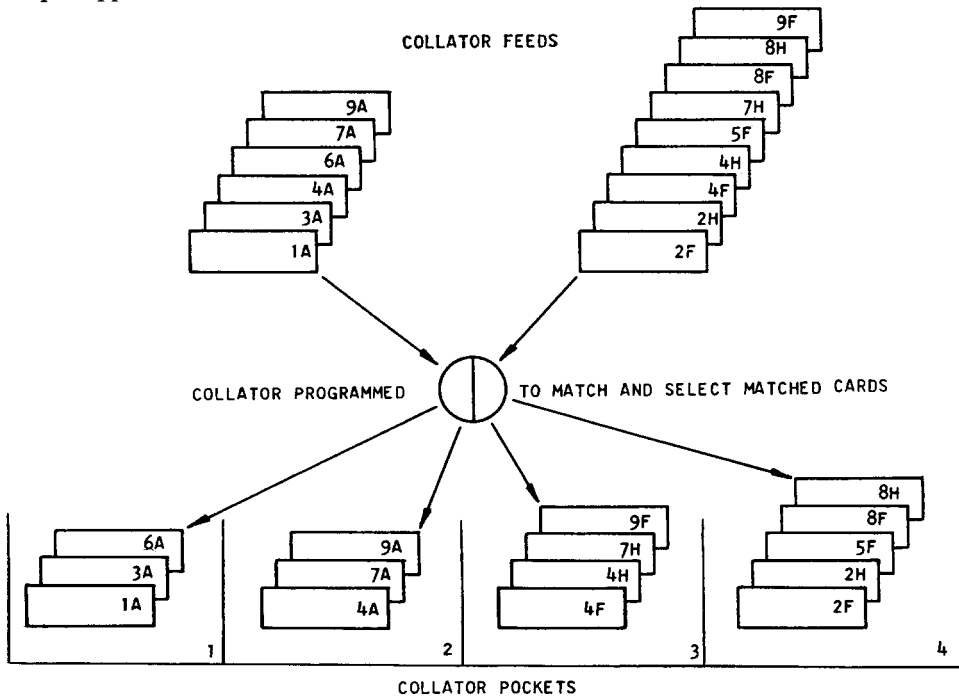 COLLATOR FEEDS
9A
7A
6A
4A
3A
1A
9F
8H
8F
7H
5F
4H
4F
2H
2F
COLLATOR PROGRAMMED
TO MATCH AND SELECT MATCHED CARDS
6A
3A
1A
1
9A
7A
4A
2
9F
7H
4H
4F
3
8H
8F
5F
2H
2F
4
COLLATOR POCKETS